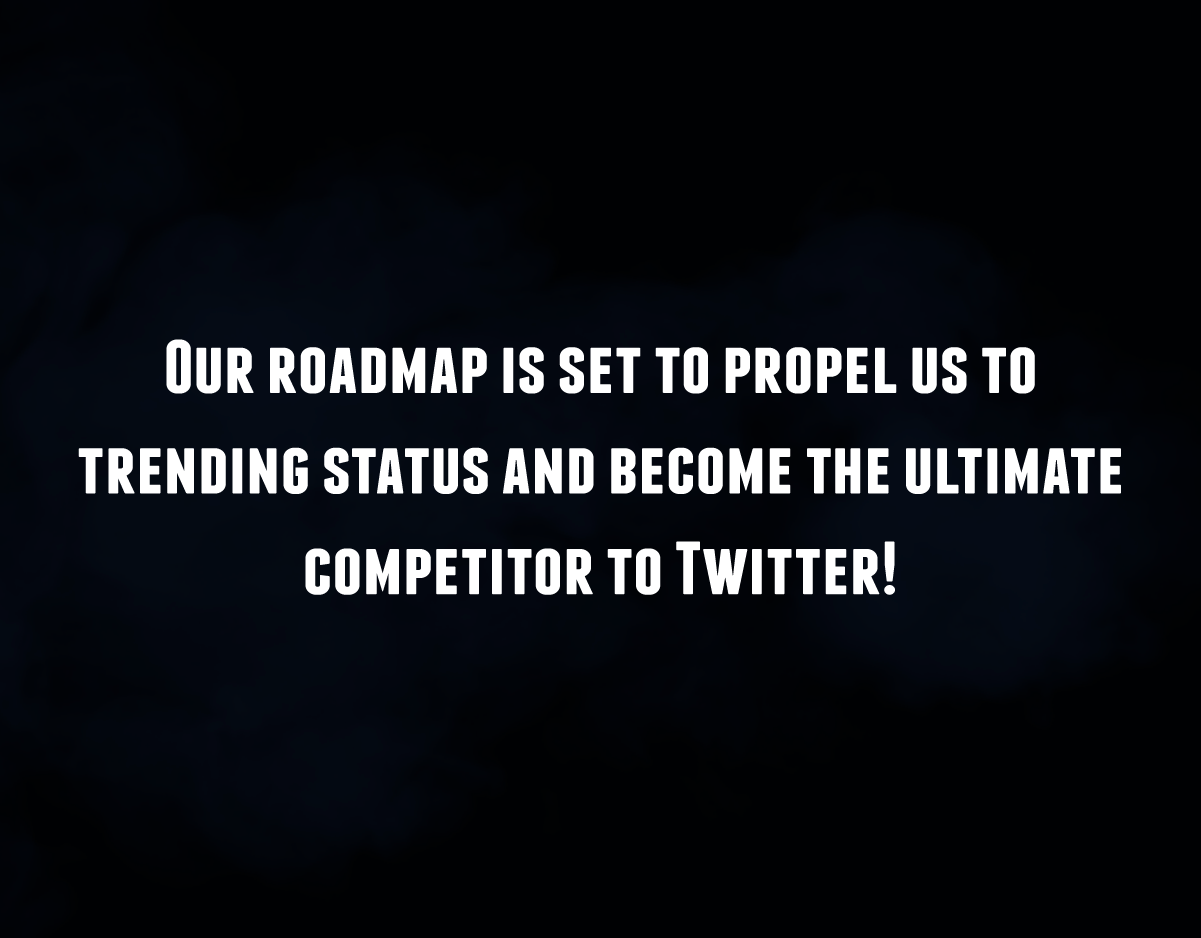 Our roadmap is set to propel us to
trending status and become the ultimate
competitor to Twitter!